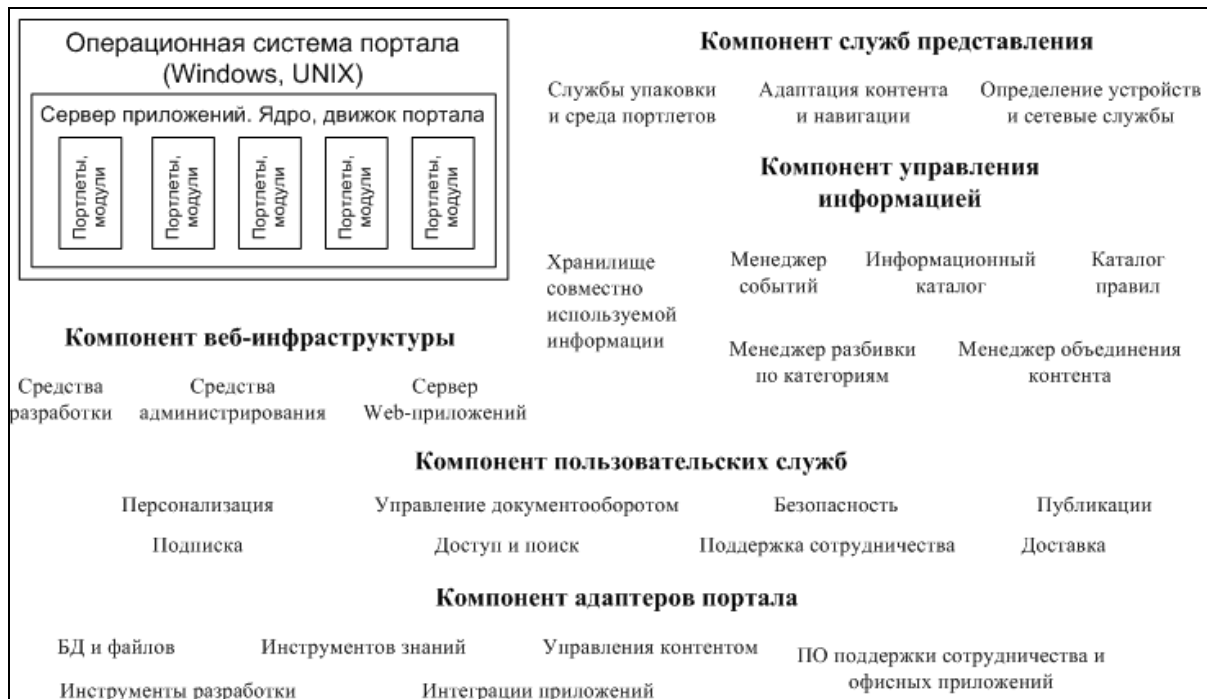 Операционная система портала
(Windows, UNIX)
Сервер приложений. Ядро, движок портала
Портлеты,
модули
Портлеты,
модули
Портлеты,
модули
Портлеты,
модули
Портлеты,
модули
Компонент веб-инфраструктуры
Средства
разработки
Средства
администрирования
Сервер
Web-приложений
Компонент служб представления
Службы упаковки
и среда портлетов
Адаптация контента
и навигации
Определение устройств
и сетевые службы
Компонент управления
информацией
Хранилище
совместно
используемой
информации
Менеджер
событий
Информационный
каталог
Каталог
правил
Менеджер разбивки
по категориям
Менеджер объединения
контента
Компонент пользовательских служб
Персонализация
Управление документооборотом
Безопасность
Публикации
Подписка
Доступ и поиск
Поддержка сотрудничества
Доставка
Компонент адаптеров портала
БД и файлов
Инструментов знаний
Управления контентом
ПО поддержки сотрудничества и
офисных приложений
Инструменты разработки
Интеграции приложений